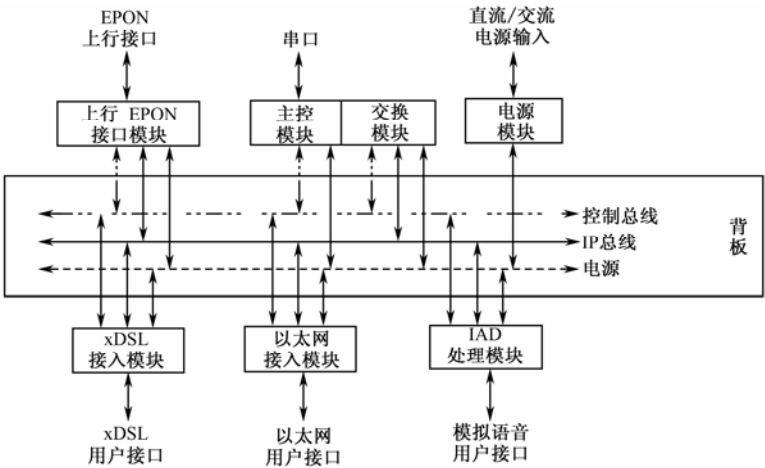 EPON
上行接口
串口
直流/交流
电源输入
上行 EPON
接口模块
主控
模块
交换
模块
电源
模块
控制总线
IP总线
电源
背
板
xDSL
接入模块
以太网
接入模块
IAD
处理模块
xDSL
用户接口
以太网
用户接口
模拟语音
用户接口